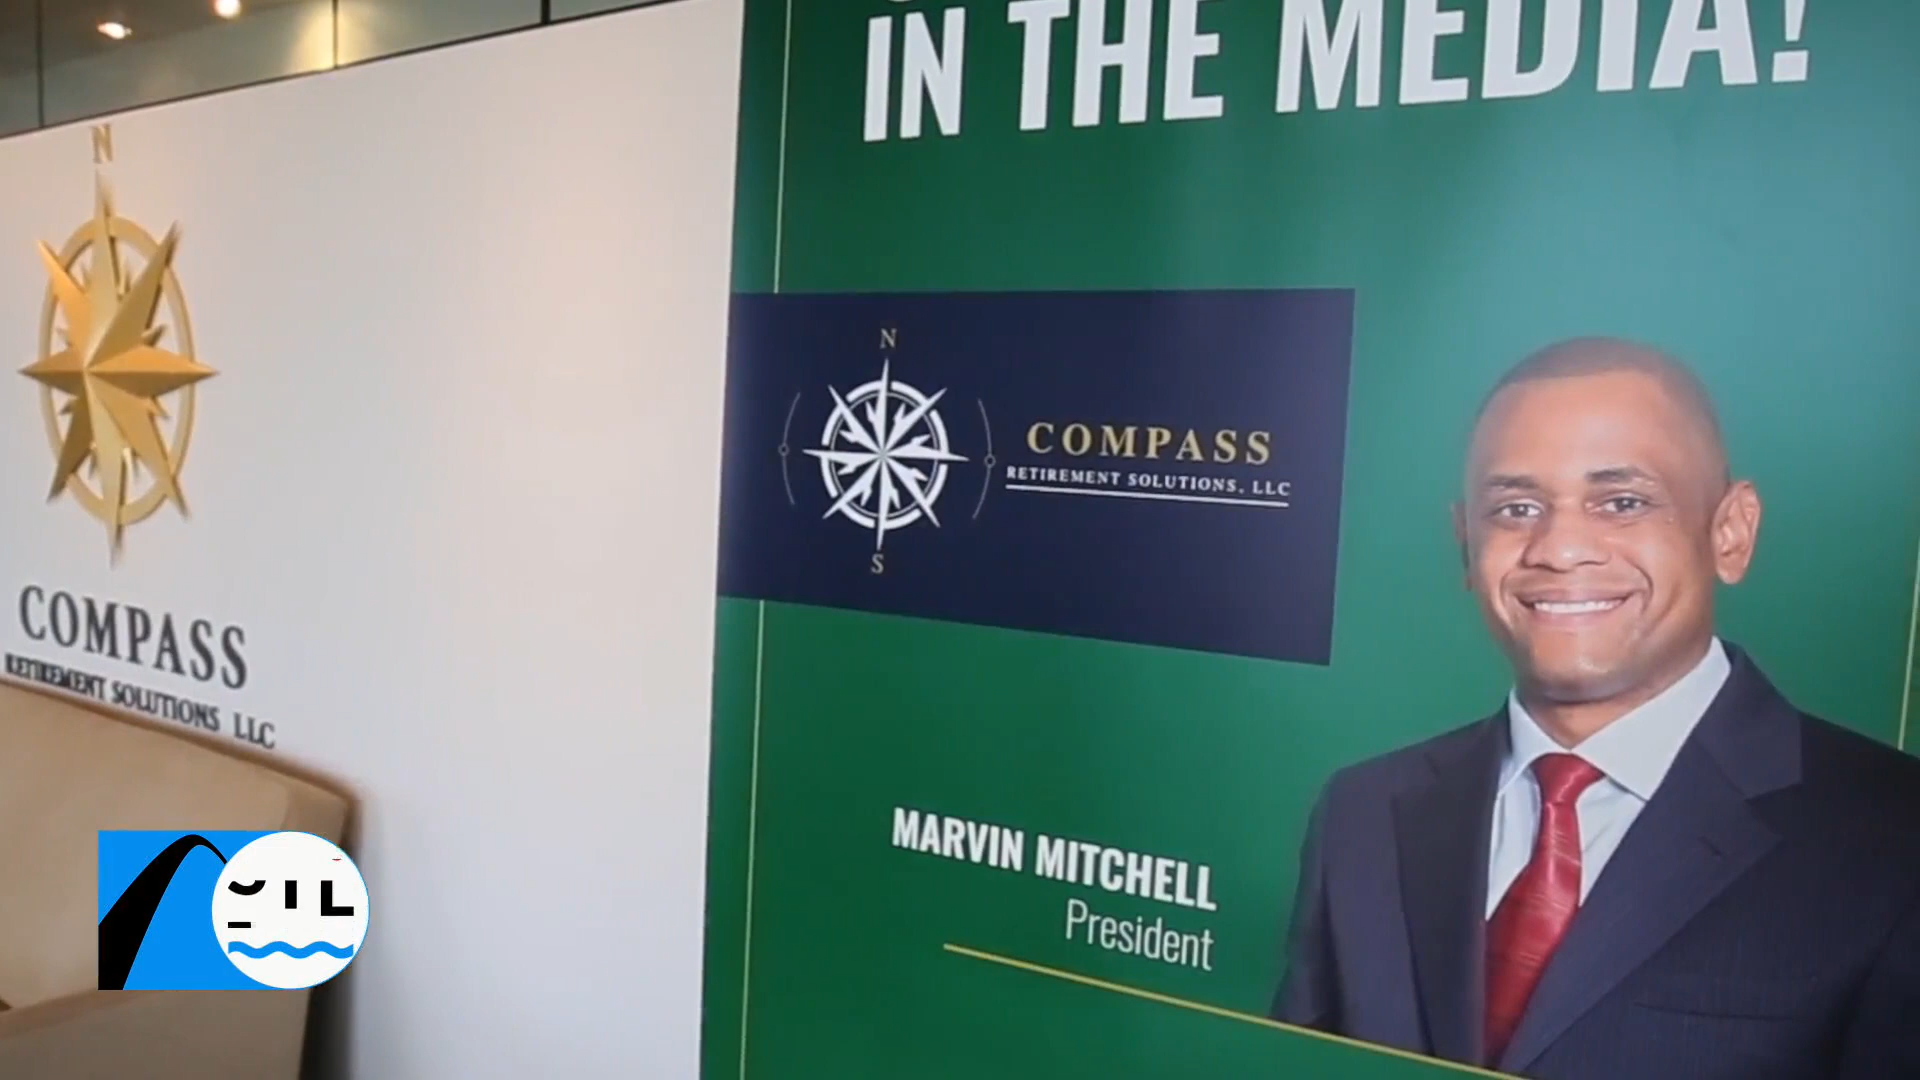 IN THE MEDIA!
N
COMPASS
RETIREMENT SOLUTIONS LLC
N
COMPASS
RETIREMENT SOLUTIONS, LLC
S
MARVIN MITCHELL
President